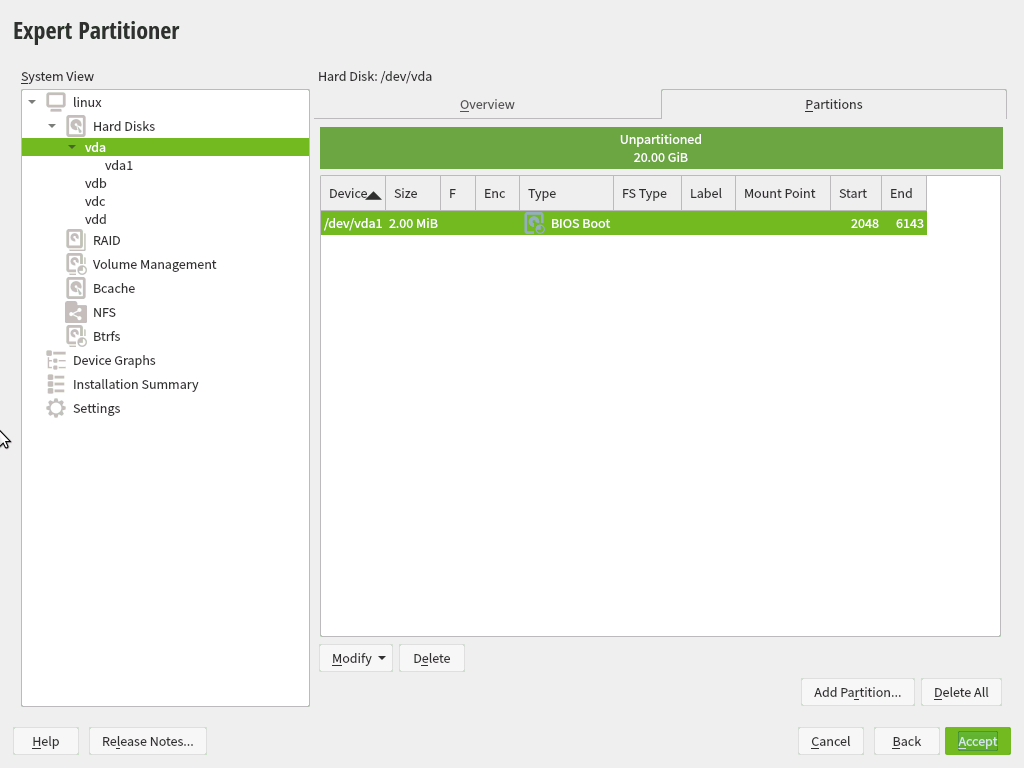 Expert Partitioner
System View
linux
Hard Disks
vda
vda1
vdb
vdc
vdd
RAID
Volume Management
Bcache
NFS
Btrfs
Device Graphs
Installation Summary
Settings
Hard Disk: /dev/vda
Overview Partitions
Unpartitioned
20.00 GiB
Device Size F Enc Type FS Type Label Mount Point Start End
/dev/vda1 2.00 MiB BIOS Boot 2048 6143
Modify Delete
Add Partition... Delete All
Help Release Notes... Cancel Back Accept